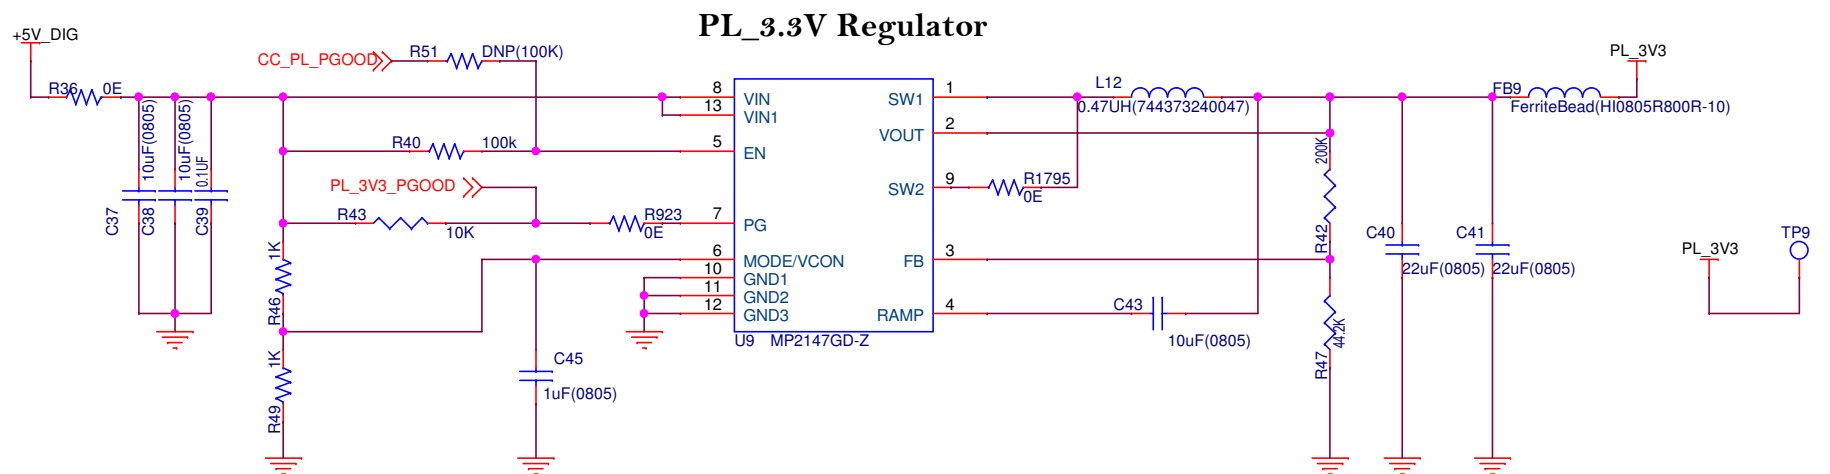 PL_3.3V Regulator
+5V_DIG
R36
0E
CC_PL_PGOOD
R51
DNP(100K)
10uF(0805)
10uF(0805)
0.1UF
C37
C38
C39
R40
100k
PL_3V3_PGOOD
R43
10K
R923
0E
1K
R46
1K
R49
C45
1uF(0805)
8
VIN
13
VIN1
5
EN
7
PG
6
MODE/VCON
10
GND1
11
GND2
12
GND3
SW1
1
VOUT
2
SW2
9
FB
3
RAMP
4
U9 MP2147GD-Z
L12
0.47UH(744373240047)
R1795
0E
C43
10uF(0805)
200K
R42
44.2K
R47
C40
22uF(0805)
C41
22uF(0805)
FB9
FerriteBead(HI0805R800R-10)
PL_3V3
PL_3V3
TP9